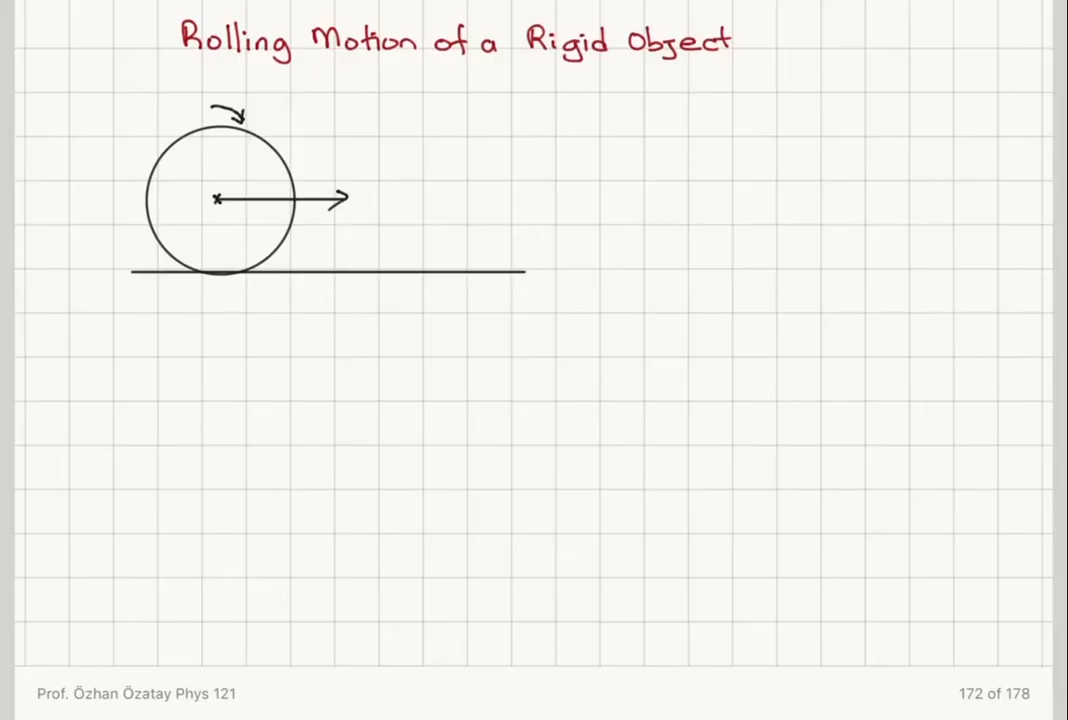 Rolling Motion of a Rigid Object
Prof. Özhan Özatay Phys 121
172 of 178